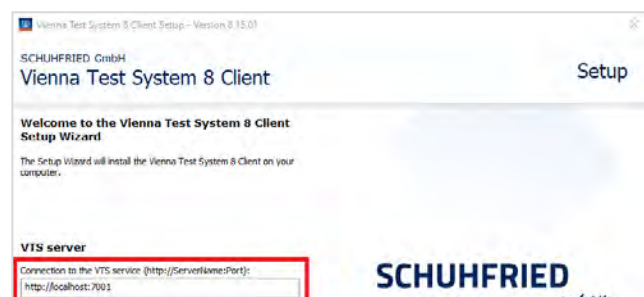 Vienna Test System 8 Client Setup - Version 8.15.01
SCHUHFRIED GmbH
Vienna Test System 8 Client
Setup
Welcome to the Vienna Test System 8 Client
Setup Wizard
The Setup Wizard will install the Vienna Test System 8 Client on your
computer.
VTS server
Connection to the VTS service (http://ServerName:Port):
http://localhost:7001
SCHUHFRIED